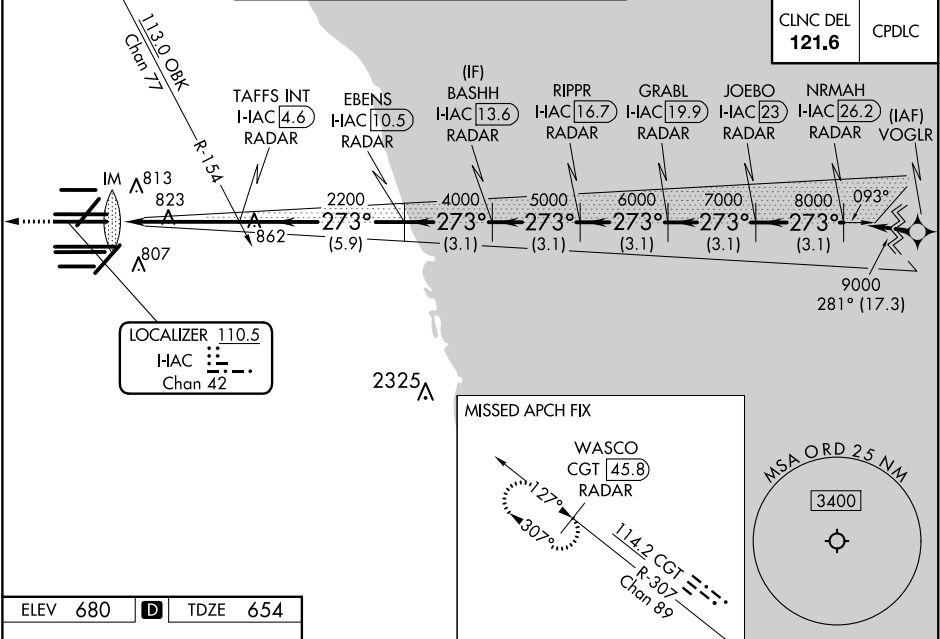 CLNC DEL
121.6
CPDLC
113.0 OBK
Chan 77
R-154
TAFFS INT
I-IAC 4.6
RADAR
EBENS
I-IAC 10.5
RADAR
(IF)
BASHH
I-IAC 13.6
RADAR
RIPPR
I-IAC 16.7
RADAR
GRABL
I-IAC 19.9
RADAR
JOEBO
I-IAC 23
RADAR
NRMAH
I-IAC 26.2
RADAR
(IAF)
VOGLR
IM
813
823
862
807
2200
273°
(5.9)
4000
273°
(3.1)
5000
273°
(3.1)
6000
273°
(3.1)
7000
273°
(3.1)
8000
273°
(3.1)
093°
9000
281° (17.3)
LOCALIZER 110.5
I-IAC
Chan 42
2325
MISSED APCH FIX
WASCO
CGT 45.8
RADAR
127°
307°
114.2 CGT
R-307
Chan 89
MSA ORD 25 NM
3400
ELEV 680 D TDZE 654